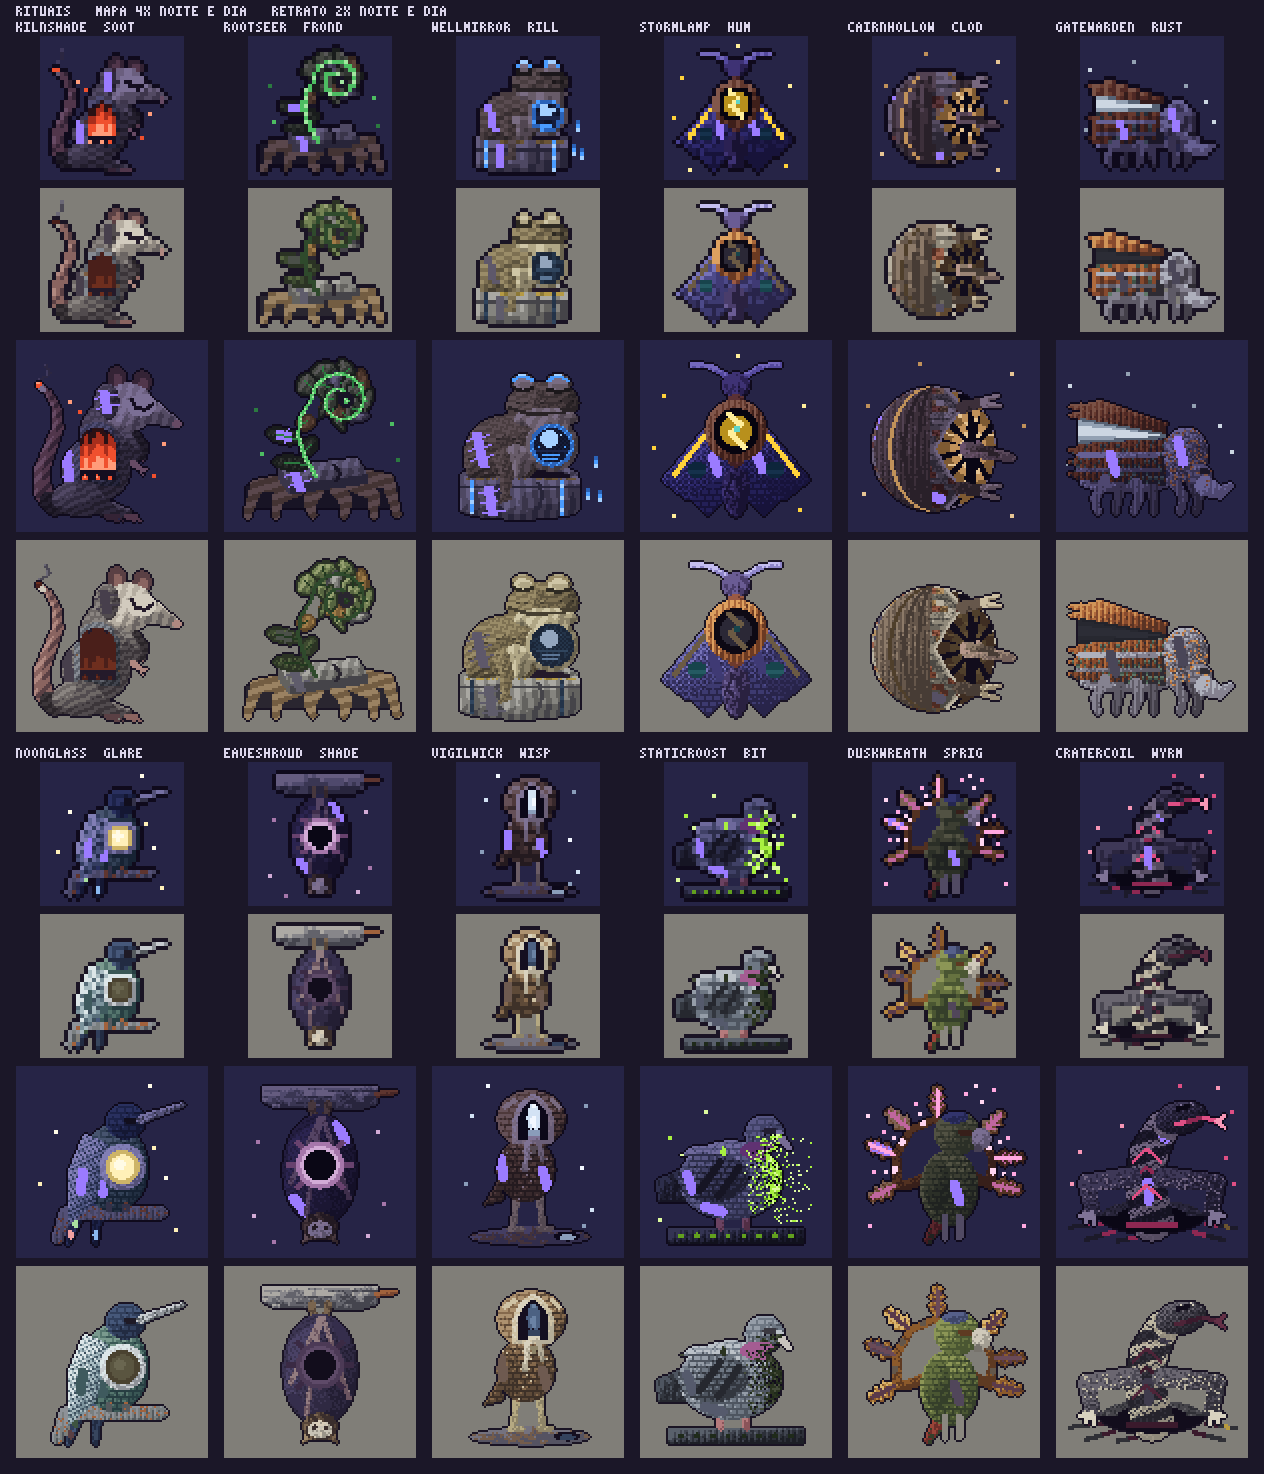 RITUAIS MAPA 4X NOITE E DIA RETRATO 2X NOITE E DIA
KILNSHADE SOOT ROOTSEER FROND WELLMIRROR RILL STORMLAMP HUM CAIRNHOLLOW CLOD GATEWARDEN RUST
NOONGLASS GLARE EAVESHROUD SHADE VIGILWICK WISP STATICROOST BIT DUSKWREATH SPRIG CRATERCOIL WYRM